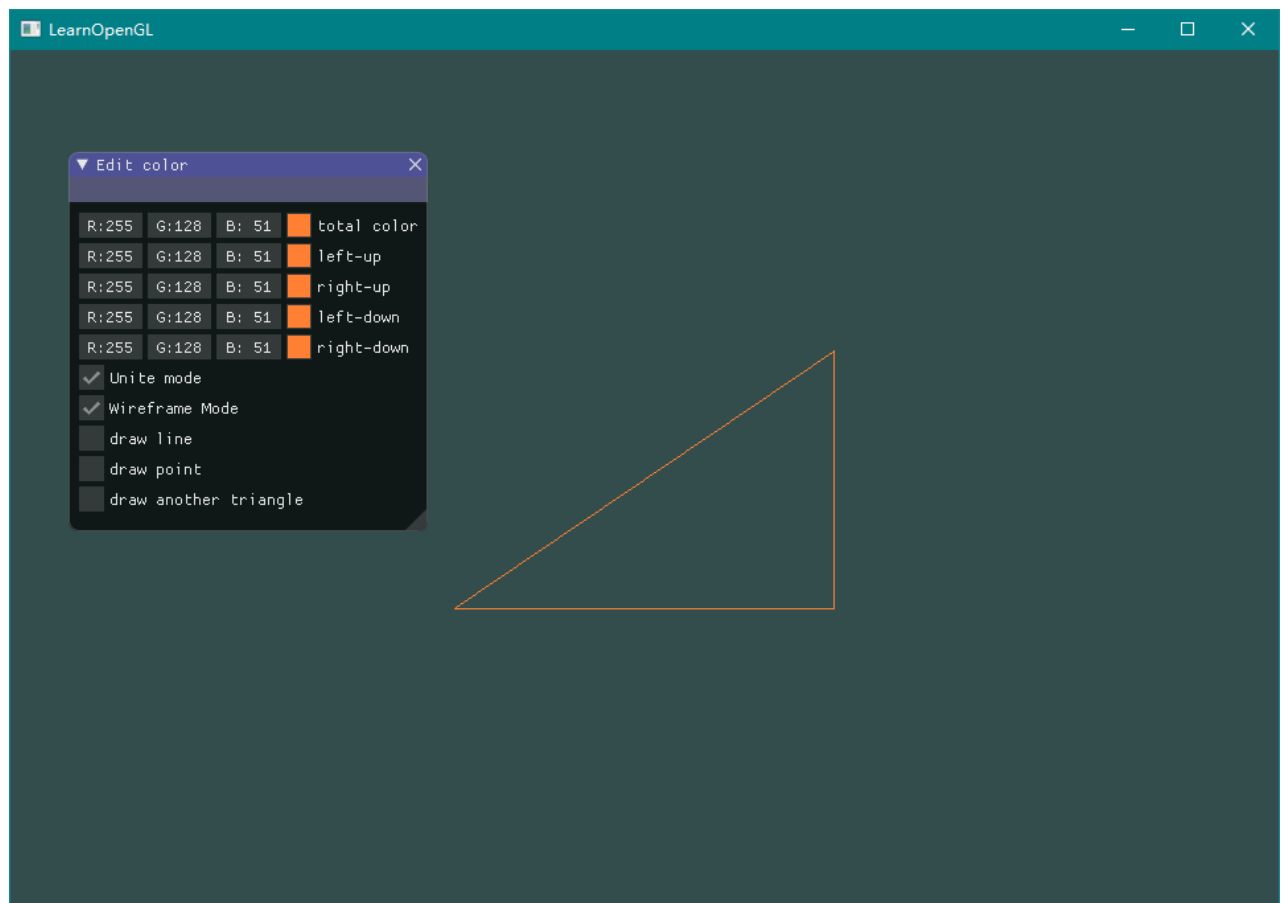 LearnOpenGL
Edit color
R:255 G:128 B: 51 total color
R:255 G:128 B: 51 left-up
R:255 G:128 B: 51 right-up
R:255 G:128 B: 51 left-down
R:255 G:128 B: 51 right-down
Unite mode
Wireframe Mode
draw line
draw point
draw another triangle